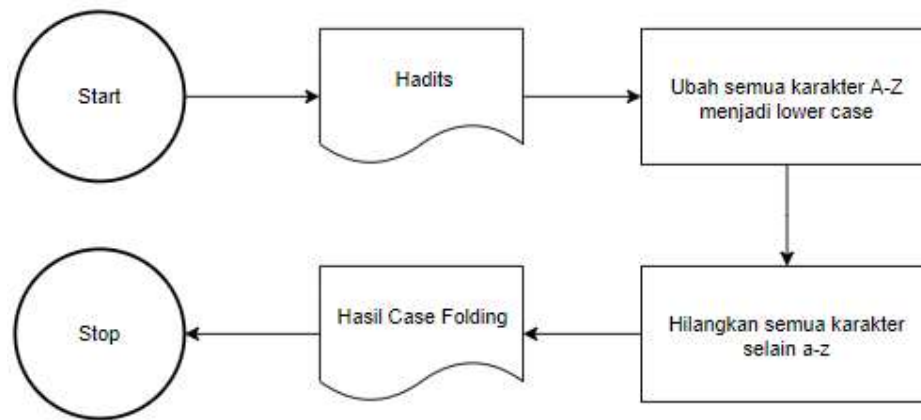 Start
Hadits
Ubah semua karakter A-Z
menjadi lower case
Hilangkan semua karakter
selain a-z
Hasil Case Folding
Stop